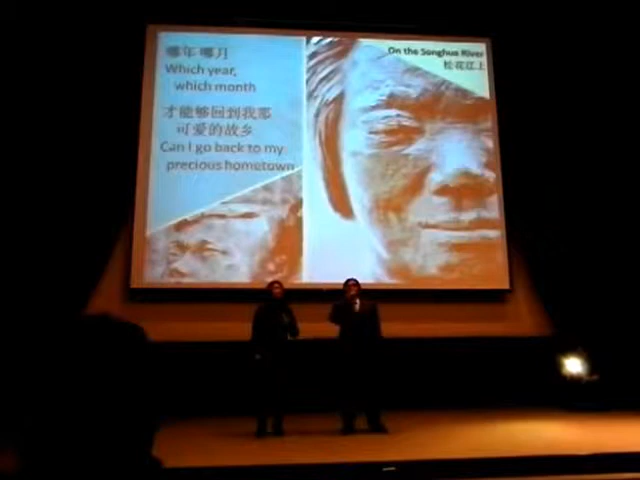 哪年哪月
Which year,
which month
才能够回到我那
可爱的故乡
Can I go back to my
precious hometown
On the Songhua River
松花江上